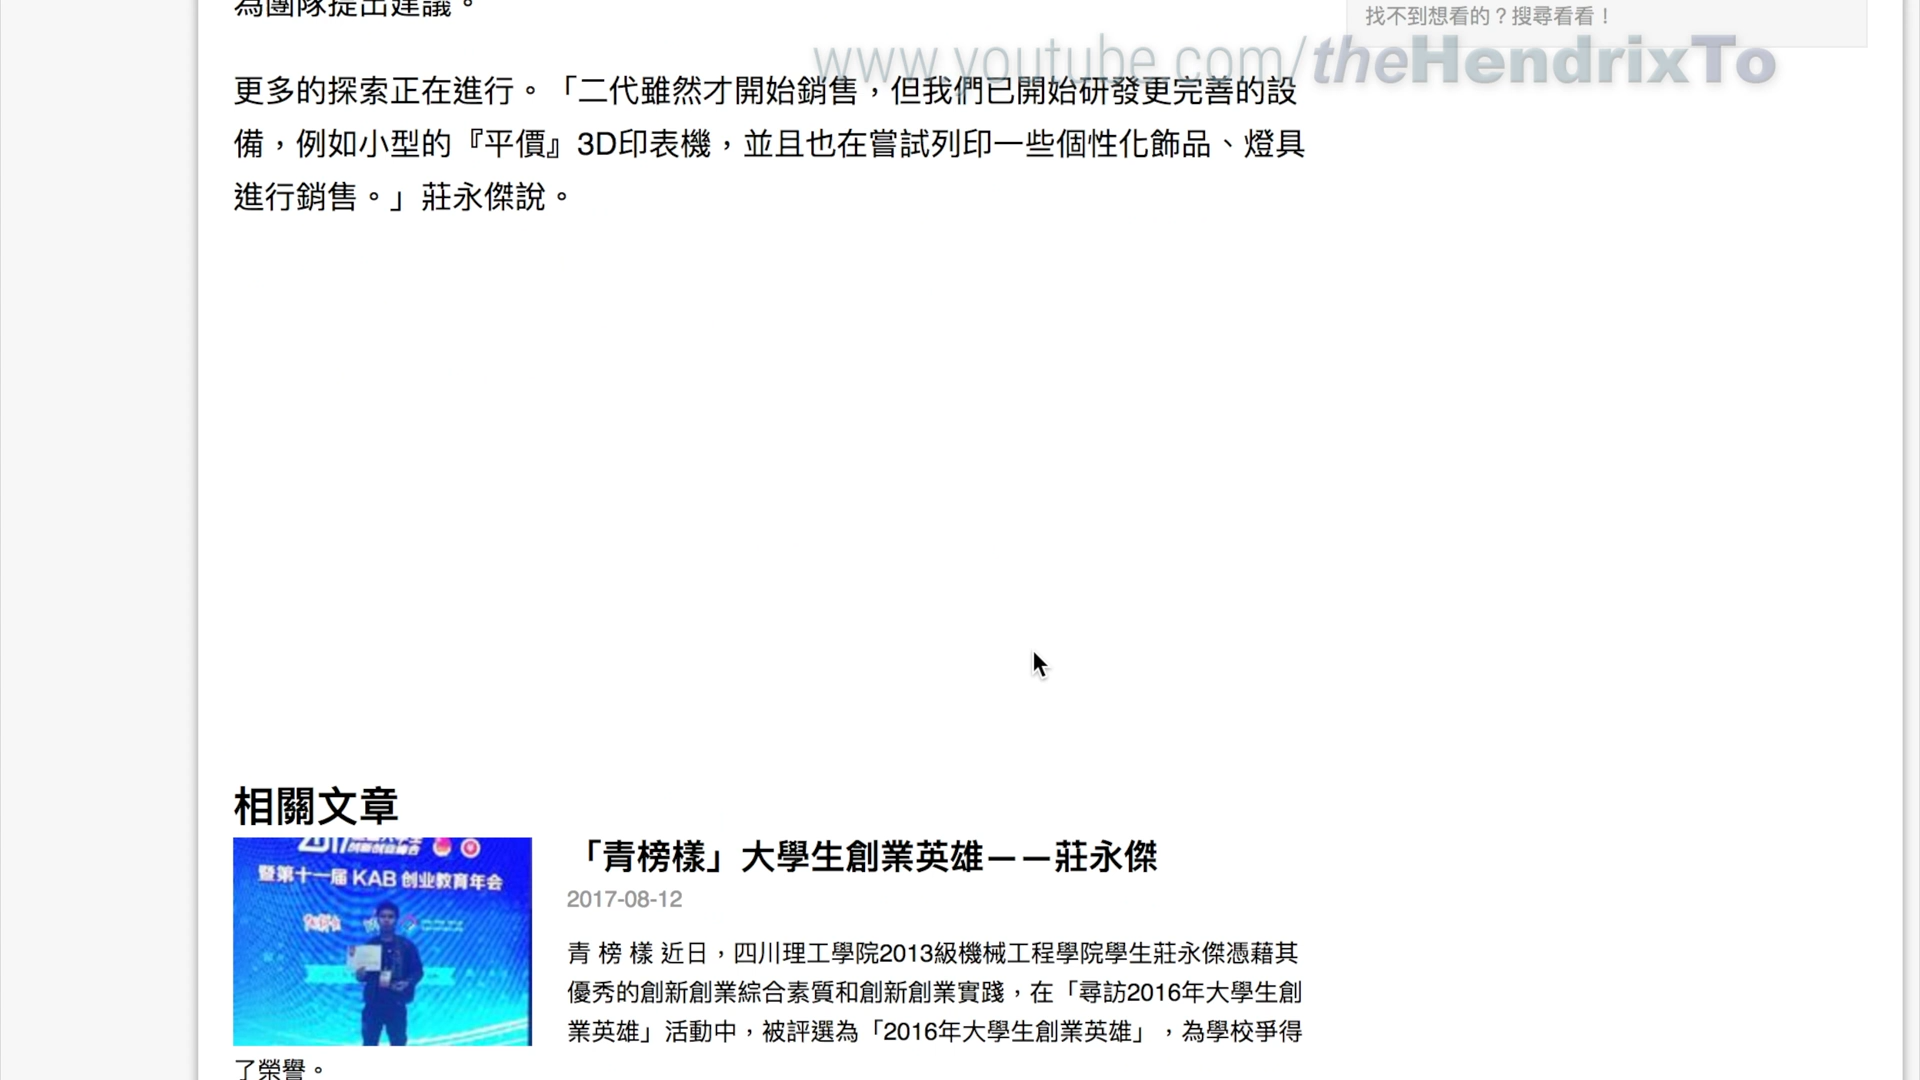 為團隊提出建議。
找不到想看的？搜尋看看！
www.youtube.com/theHendrixTo
更多的探索正在進行。「二代雖然才開始銷售，但我們已開始研發更完善的設
備，例如小型的『平價』3D印表機，並且也在嘗試列印一些個性化飾品、燈具
進行銷售。」莊永傑說。
相關文章
暨第十一届 KAB 创业教育年会
「青榜樣」大學生創業英雄——莊永傑
2017-08-12
青 榜 樣 近日，四川理工學院2013級機械工程學院學生莊永傑憑藉其
優秀的創新創業綜合素質和創新創業實踐，在「尋訪2016年大學生創
業英雄」活動中，被評選為「2016年大學生創業英雄」，為學校爭得
了榮譽。